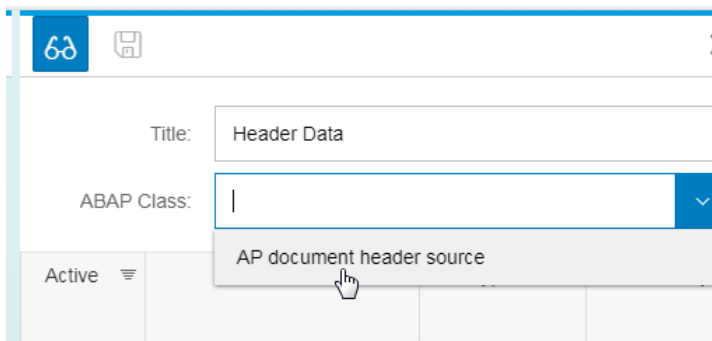 Title:
Header Data
ABAP Class:
AP document header source
Active